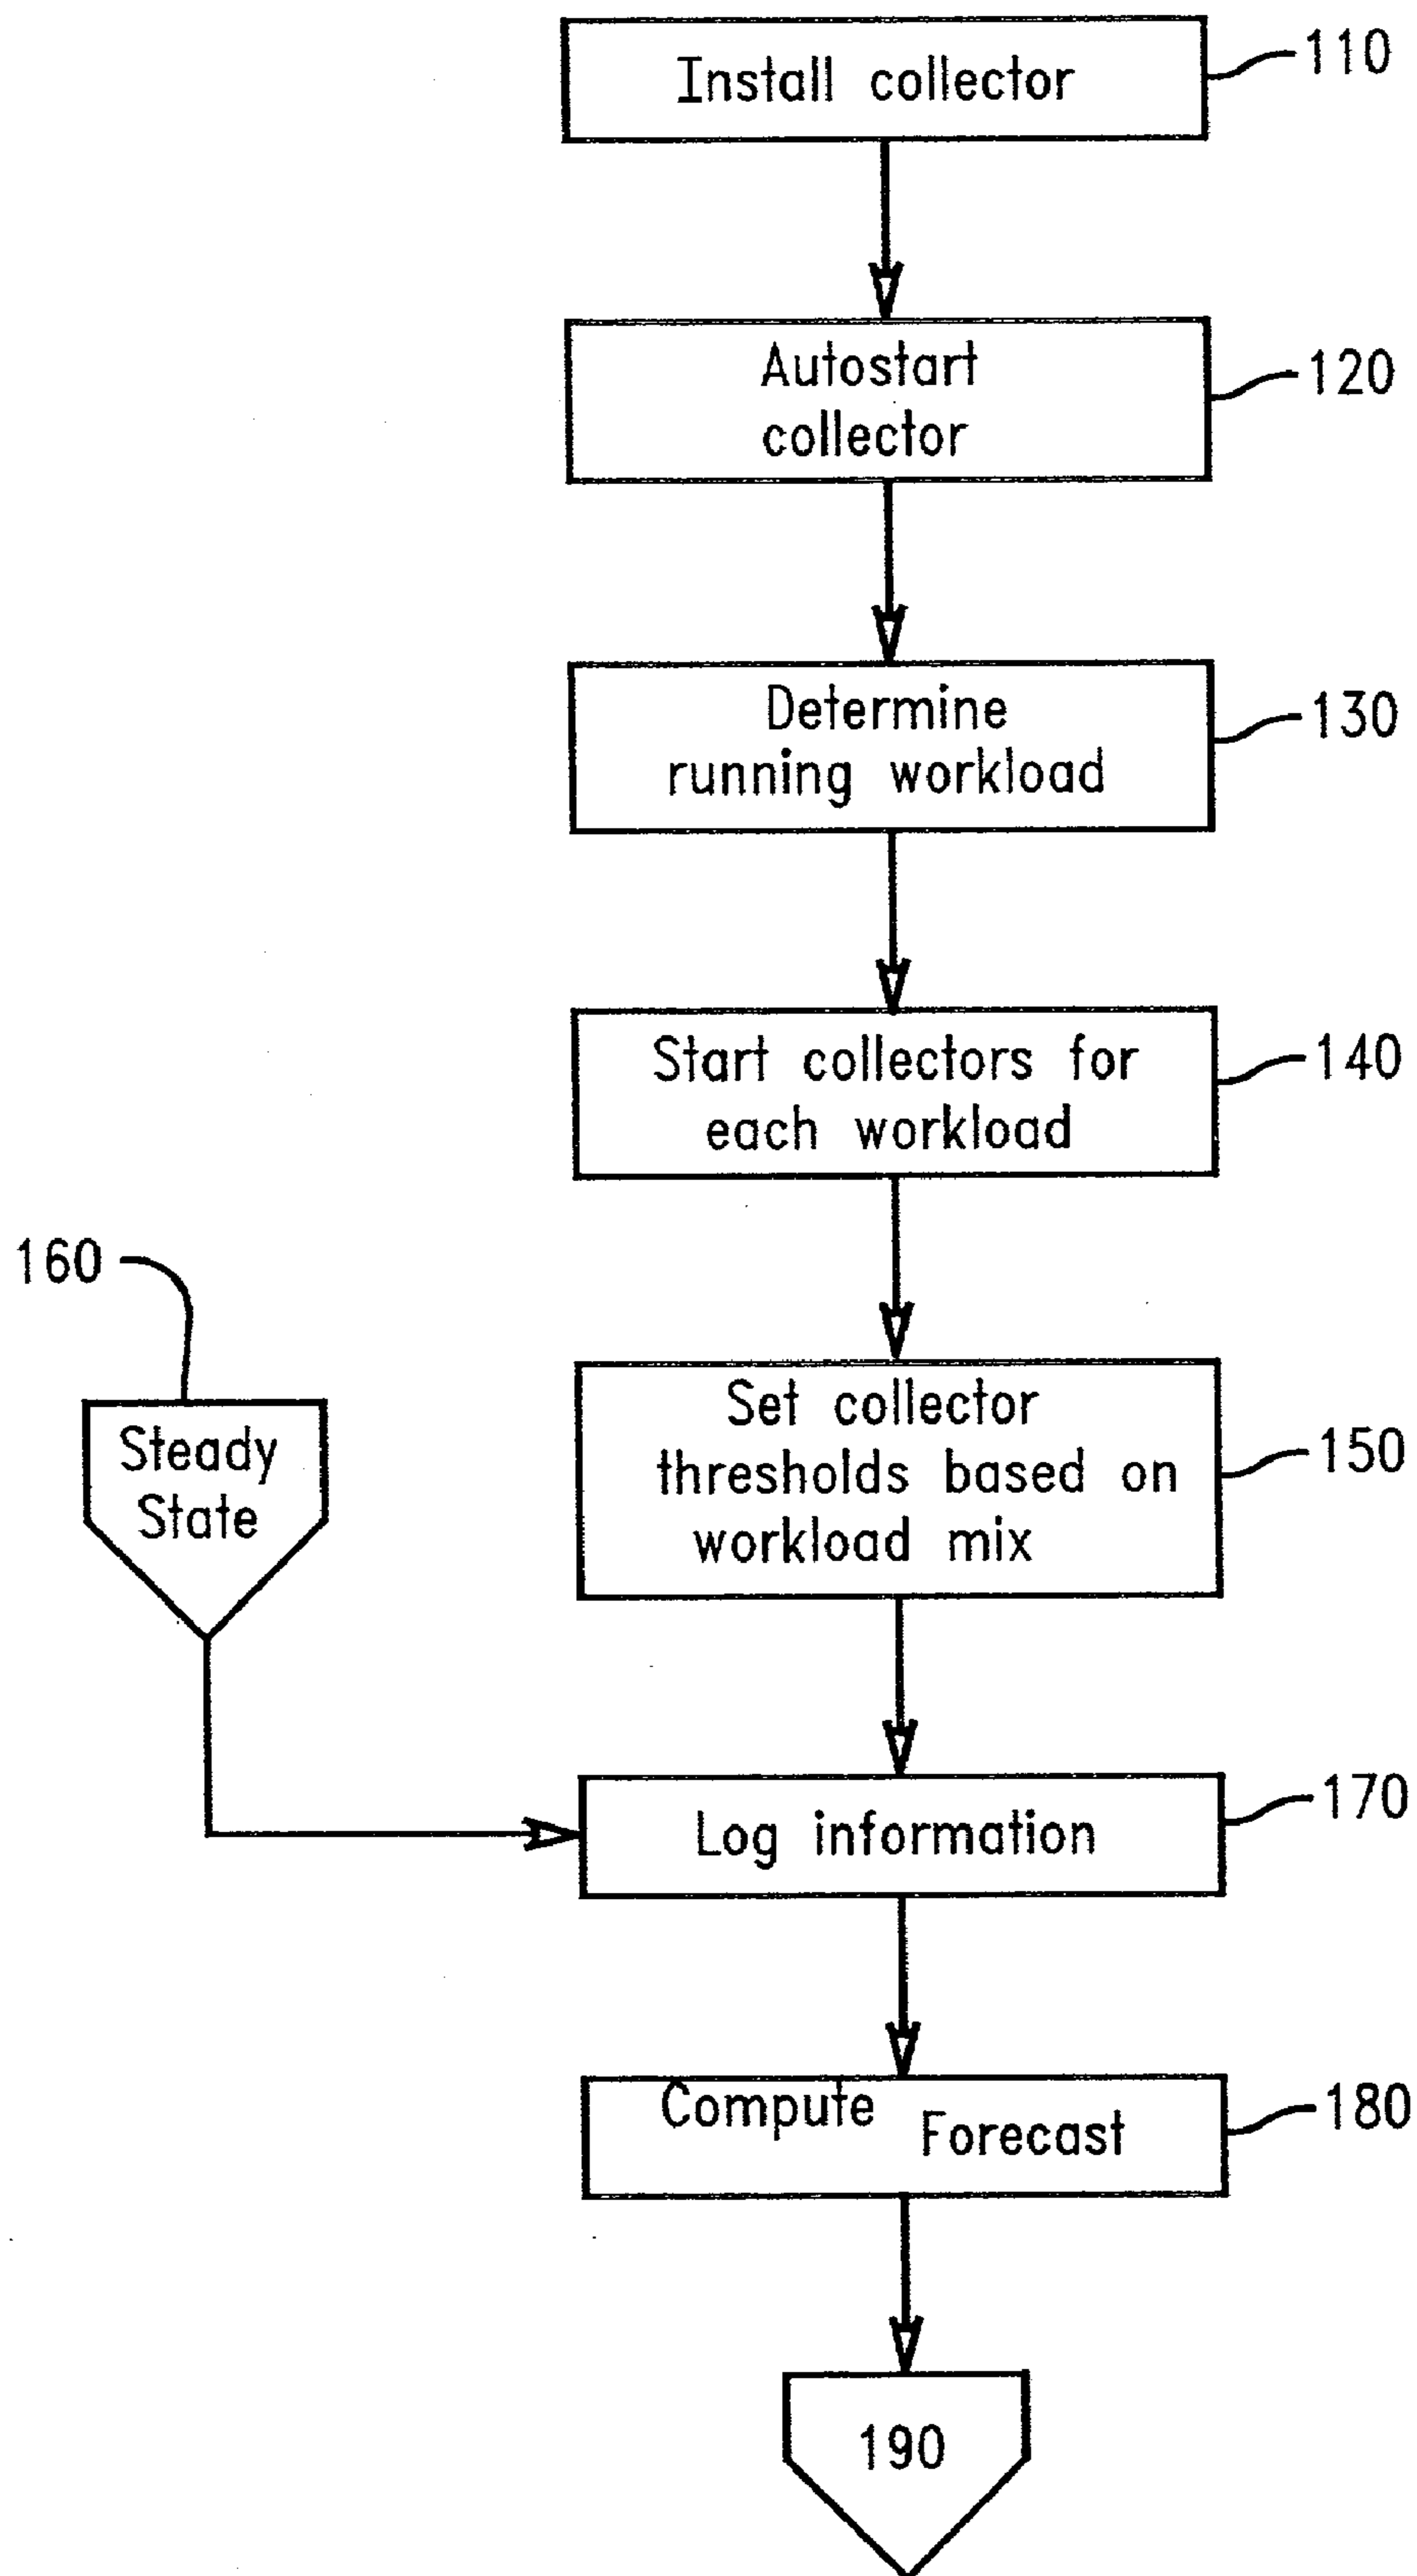 Install collector
110
Autostart
collector
120
Determine
running workload
130
Start collectors for
each workload
140
Set collector
thresholds based on
workload mix
150
160
Steady
State
Log information
170
Compute Forecast
180
190